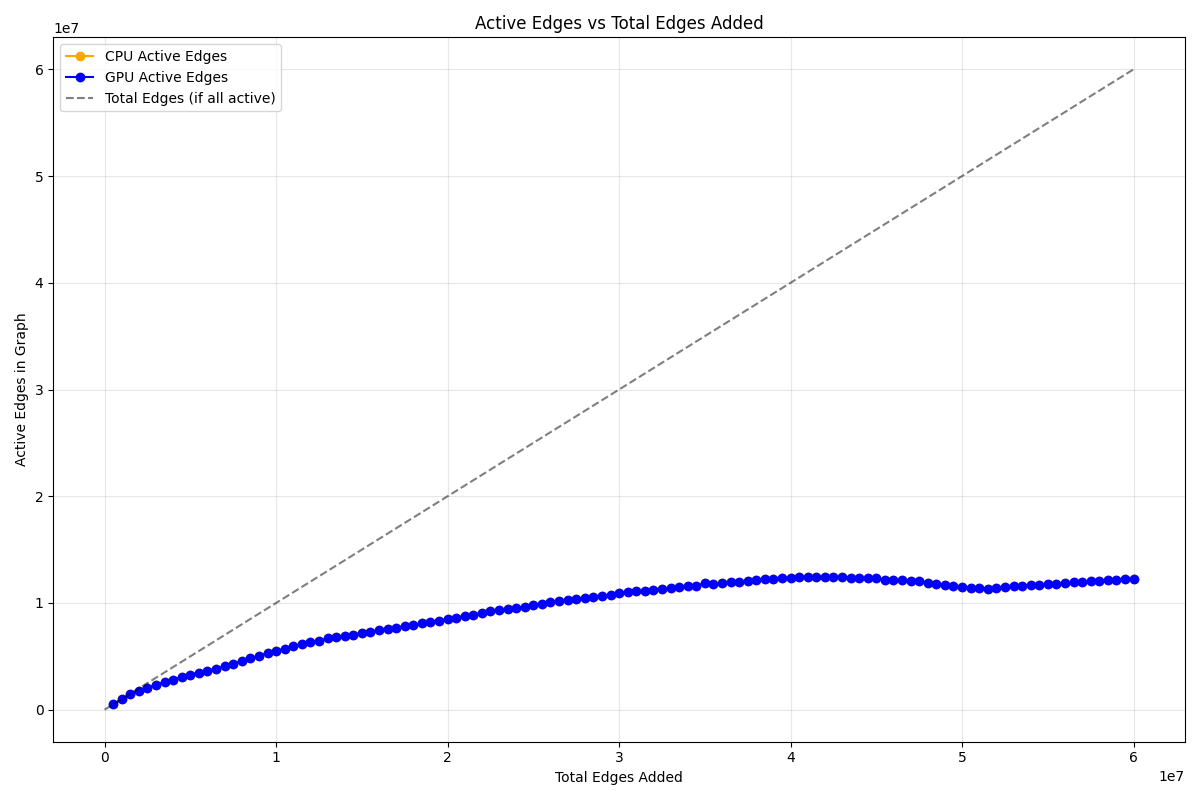 Active Edges vs Total Edges Added
1e7
CPU Active Edges
GPU Active Edges
Total Edges (if all active)
6
5
4
3
2
1
0
Active Edges in Graph
0 1 2 3 4 5 6
1e7
Total Edges Added